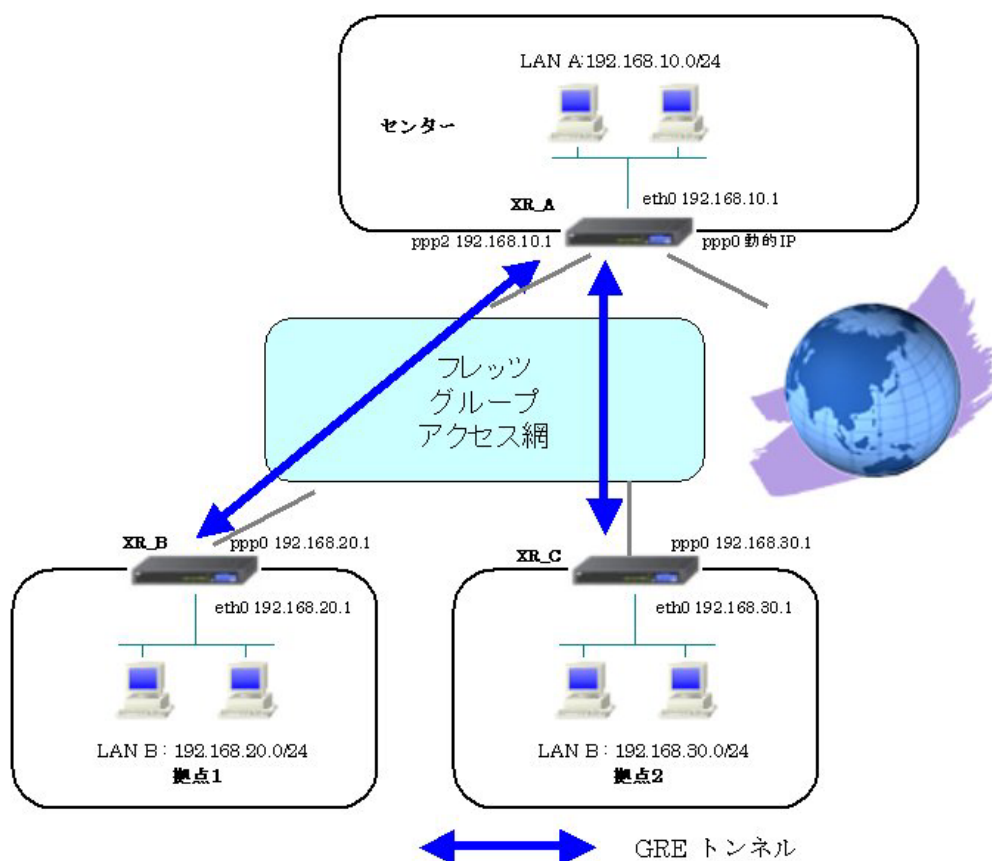 LAN A:192.168.10.0/24
センター
XR_A
eth0 192.168.10.1
ppp2 192.168.10.1
ppp0 動的IP
フレッツ
グループ
アクセス網
XR_B
ppp0 192.168.20.1
XR_C
ppp0 192.168.30.1
eth0 192.168.20.1
eth0 192.168.30.1
LAN B : 192.168.20.0/24
拠点1
LAN B : 192.168.30.0/24
拠点2
GRE トンネル